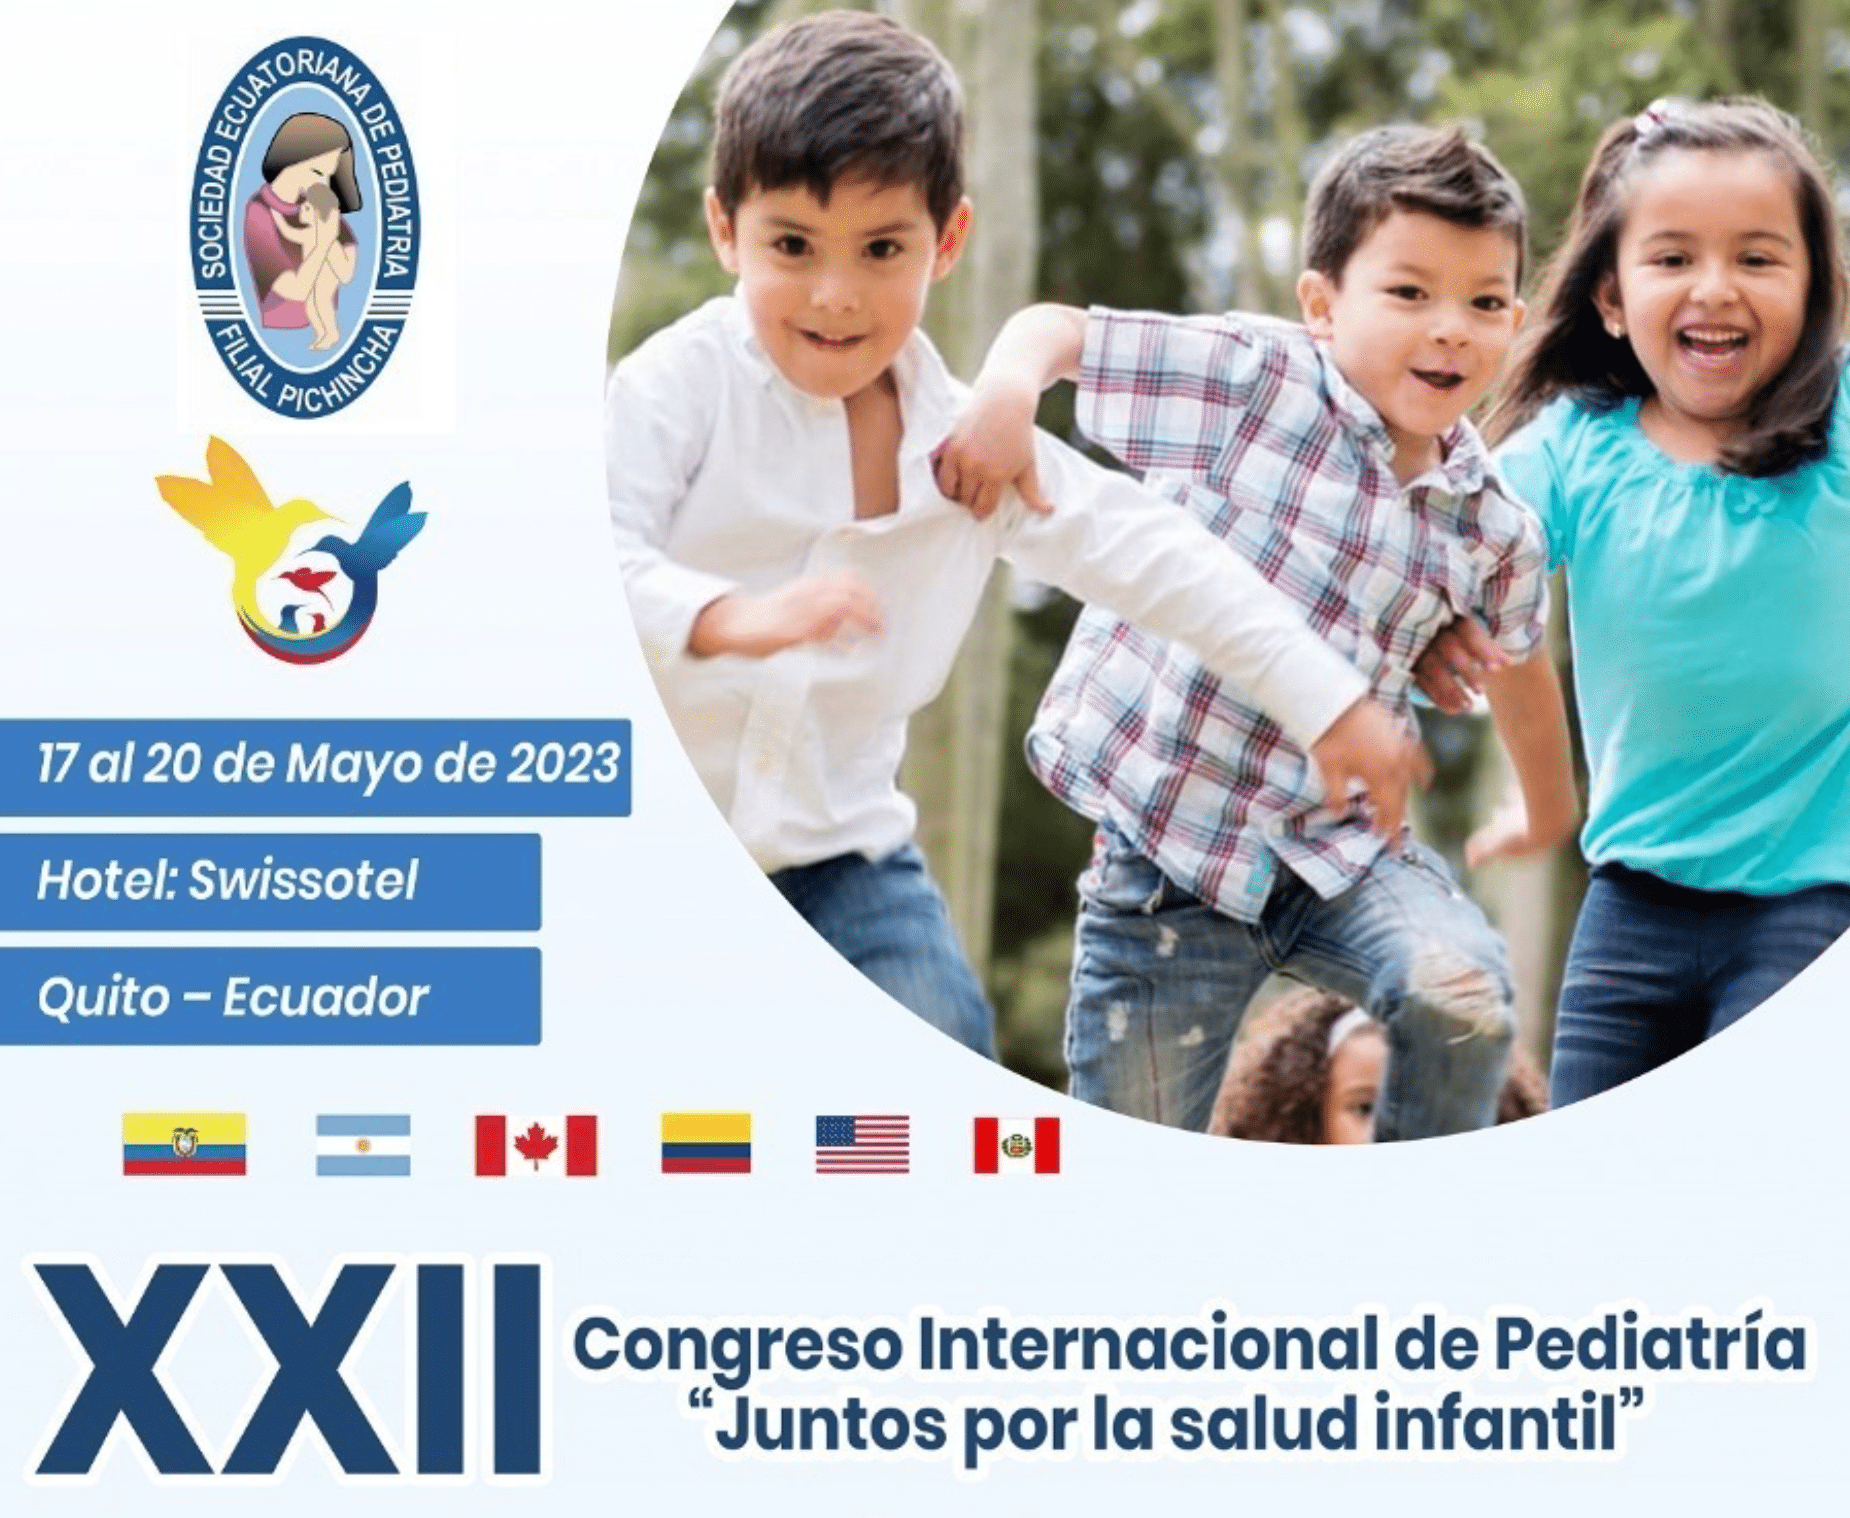 SOCIEDAD ECUATORIANA DE PEDIATRIA
FILIAL PICHINCHA
17 al 20 de Mayo de 2023
Hotel: Swissotel
Quito – Ecuador
XXII
Congreso Internacional de Pediatría
“Juntos por la salud infantil”